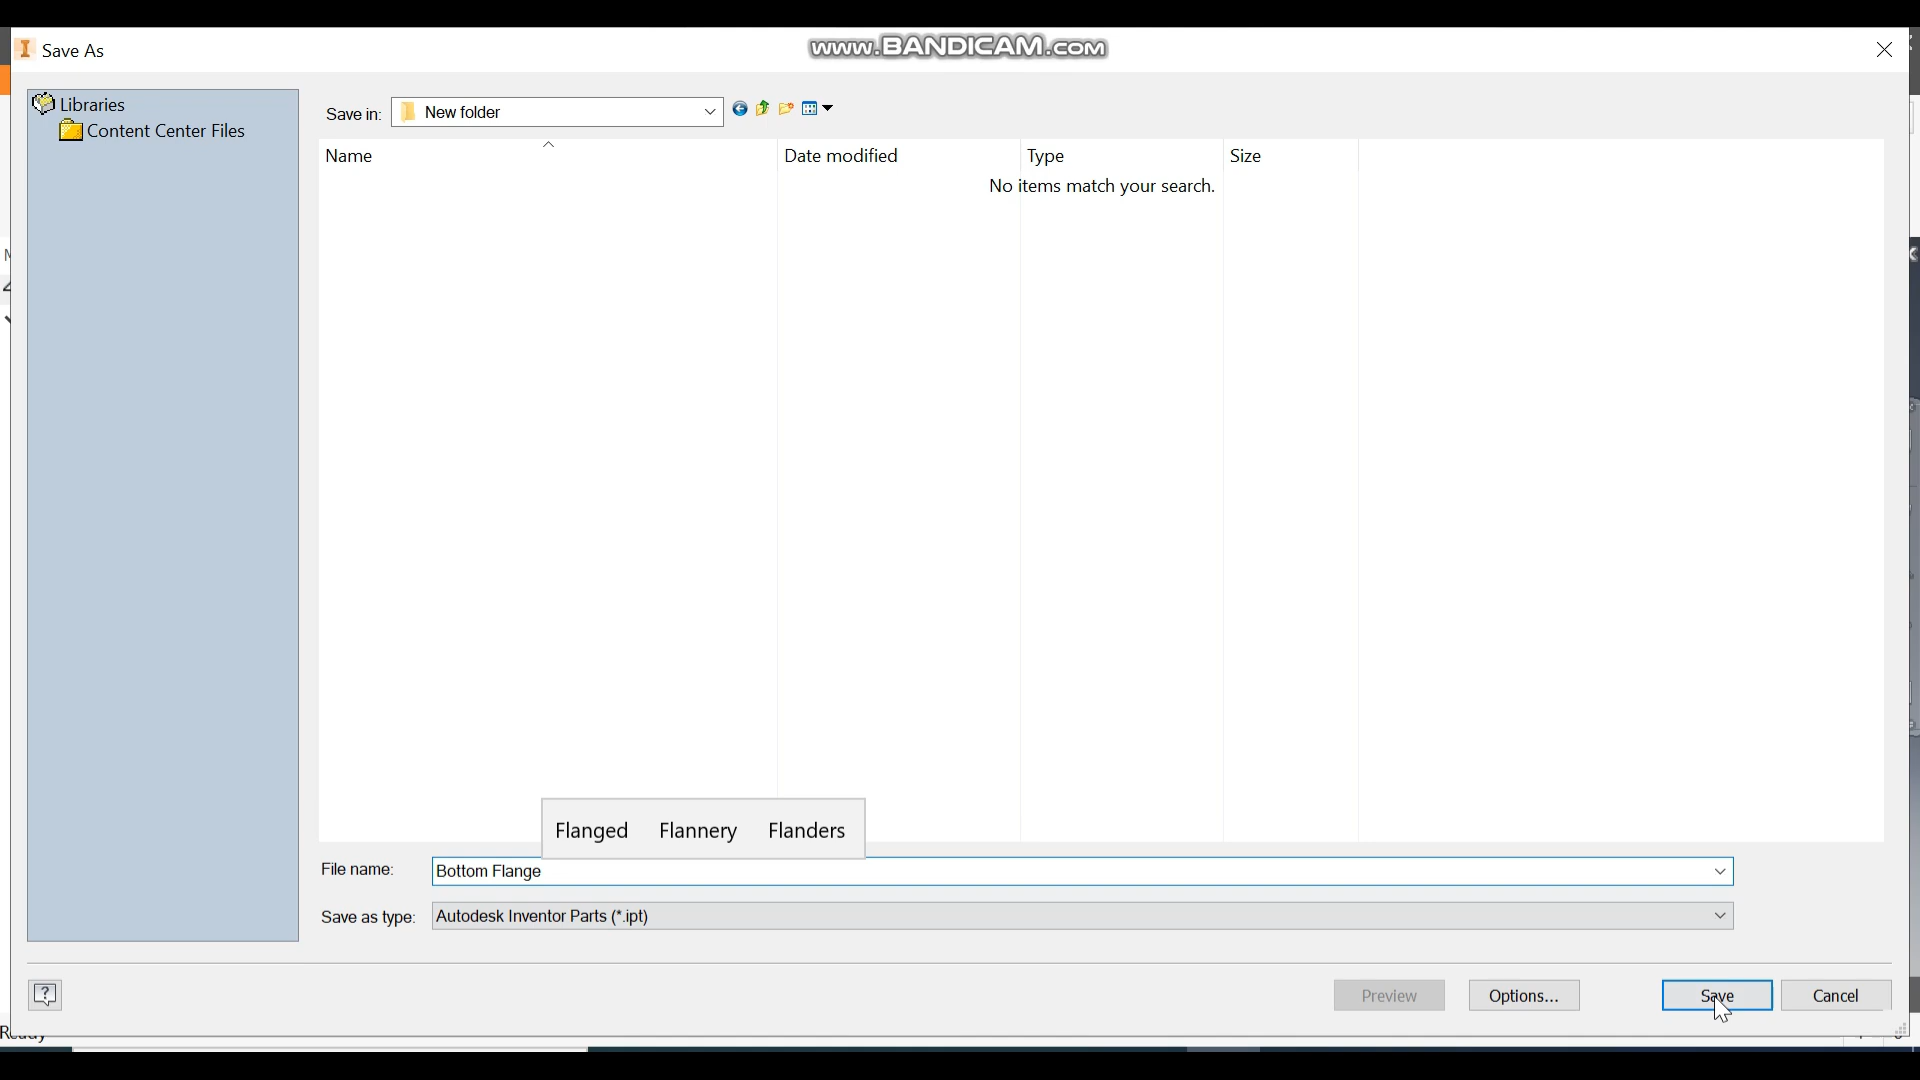 Save As
www.BANDICAM.com
Libraries
Content Center Files
Save in:
New folder
Name
Date modified
Type
Size
No items match your search.
Flanged Flannery Flanders
File name:
Bottom Flange
Save as type:
Autodesk Inventor Parts (*.ipt)
Preview
Options...
Save
Cancel
Ready